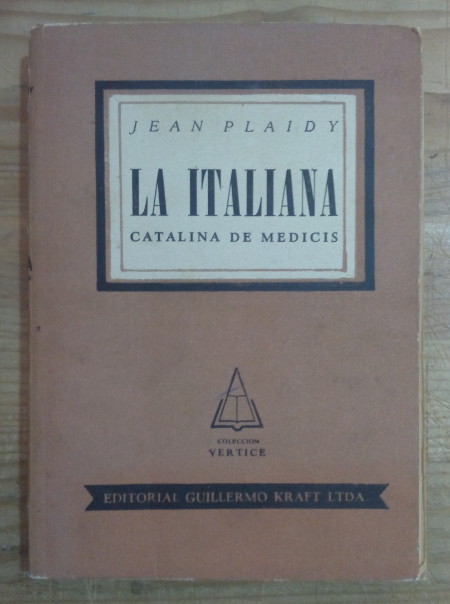 JEAN PLAIDY
LA ITALIANA
CATALINA DE MEDICIS
COLECCION
VERTICE
EDITORIAL GUILLERMO KRAFT LTDA.